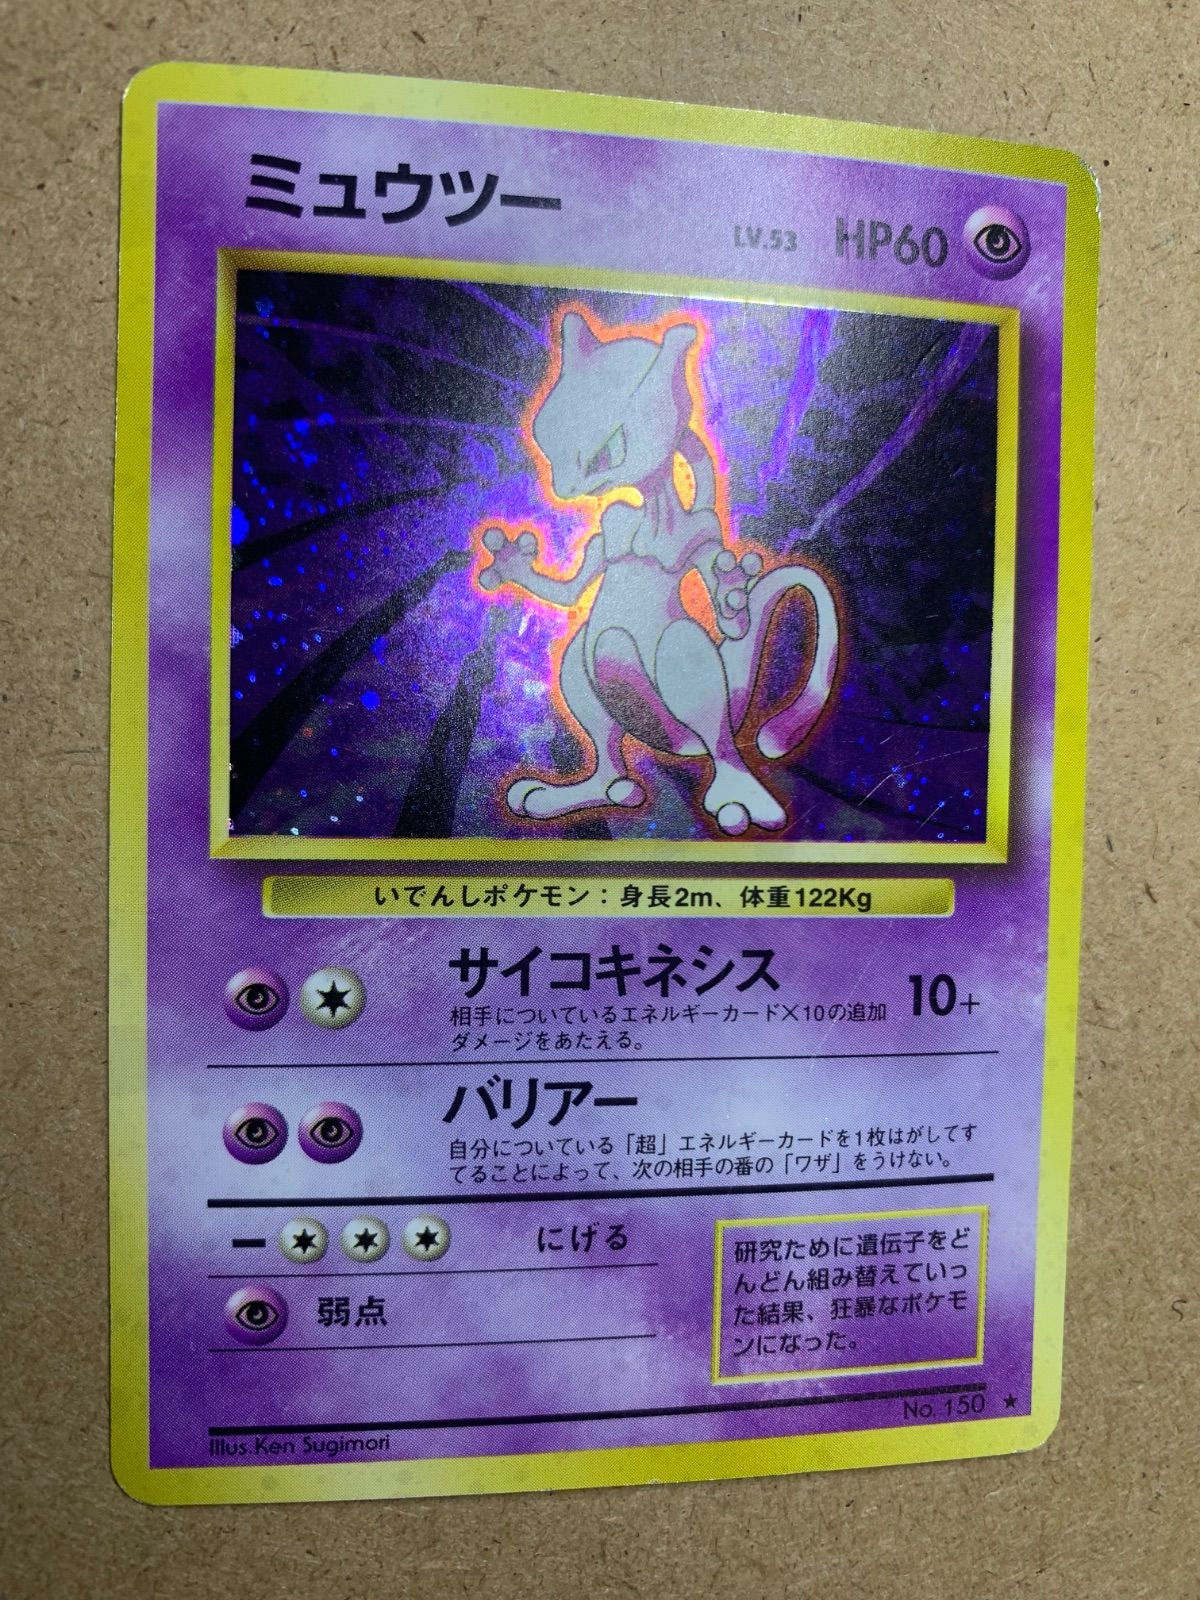 ミュウツー
LV.53 HP60
いでんしポケモン：身長2m、体重122Kg
サイコキネシス 10+
相手についているエネルギーカード×10の追加
ダメージをあたえる。
バリアー
自分についている「超」エネルギーカードを1枚はがしてす
てることによって、次の相手の番の「ワザ」をうけない。
ー にげる
弱点
研究ために遺伝子をど
んどん組み替えていっ
た結果、狂暴なポケモ
ンになった。
Illus.Ken Sugimori
No. 150 ★